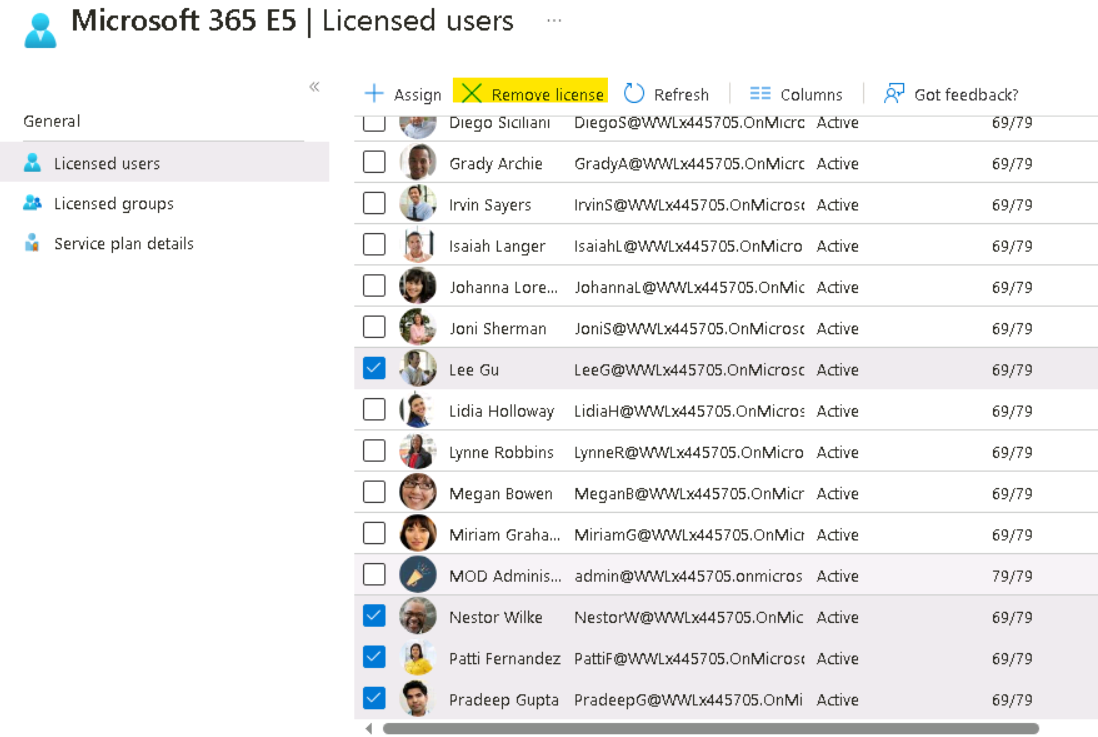 Microsoft 365 E5 | Licensed users ...
«
Assign Remove license Refresh Columns Got feedback?
General
Licensed users
Licensed groups
Service plan details
Diego Siciliani DiegoS@WWLx445705.OnMicro Active 69/79
Grady Archie GradyA@WWLx445705.OnMicrc Active 69/79
Irvin Sayers IrvinS@WWLx445705.OnMicrosc Active 69/79
Isaiah Langer IsaiahL@WWLx445705.OnMicro Active 69/79
Johanna Lore... JohannaL@WWLx445705.OnMic Active 69/79
Joni Sherman JoniS@WWLx445705.OnMicrosc Active 69/79
Lee Gu LeeG@WWLx445705.OnMicrosc Active 69/79
Lidia Holloway LidiaH@WWLx445705.OnMicros Active 69/79
Lynne Robbins LynneR@WWLx445705.OnMicro Active 69/79
Megan Bowen MeganB@WWLx445705.OnMicr Active 69/79
Miriam Graha... MiriamG@WWLx445705.OnMicr Active 69/79
MOD Adminis... admin@WWLx445705.onmicros Active 79/79
Nestor Wilke NestorW@WWLx445705.OnMic Active 69/79
Patti Fernandez PattiF@WWLx445705.OnMicrosc Active 69/79
Pradeep Gupta PradeepG@WWLx445705.OnMi Active 69/79